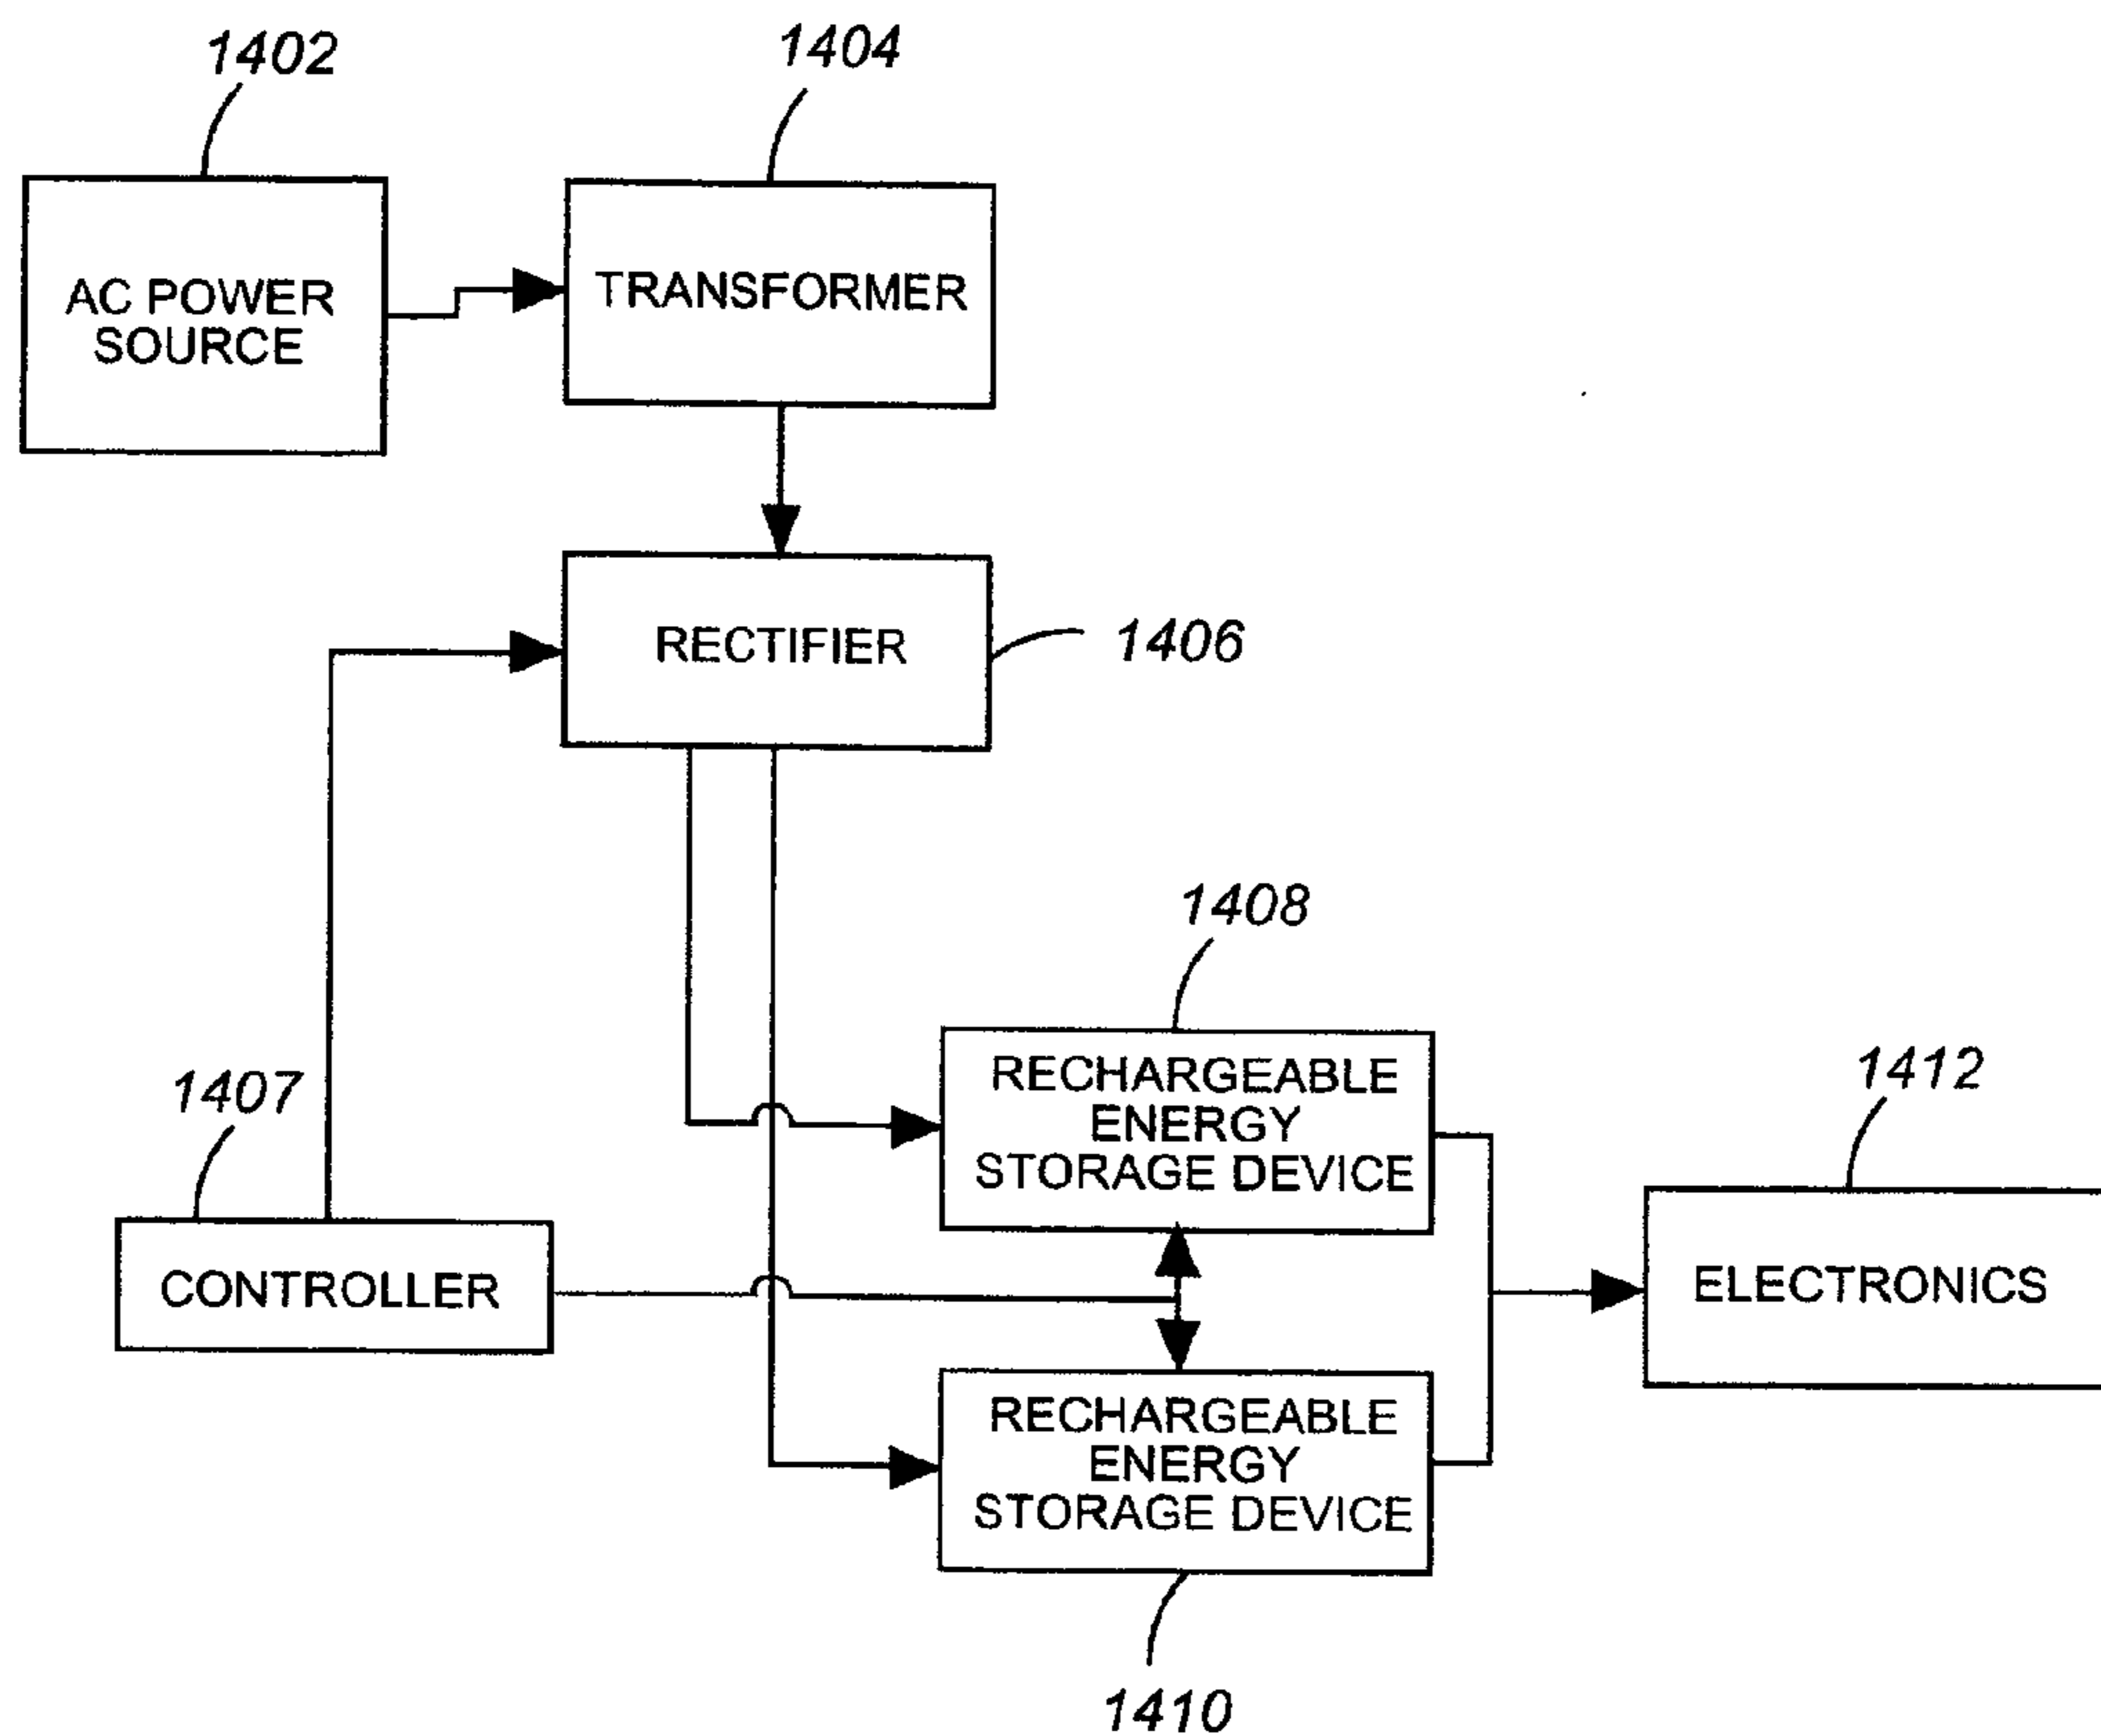 1402
1404
AC POWER
SOURCE
TRANSFORMER
RECTIFIER
1406
1408
RECHARGEABLE
ENERGY
STORAGE DEVICE
1407
CONTROLLER
1412
ELECTRONICS
RECHARGEABLE
ENERGY
STORAGE DEVICE
1410